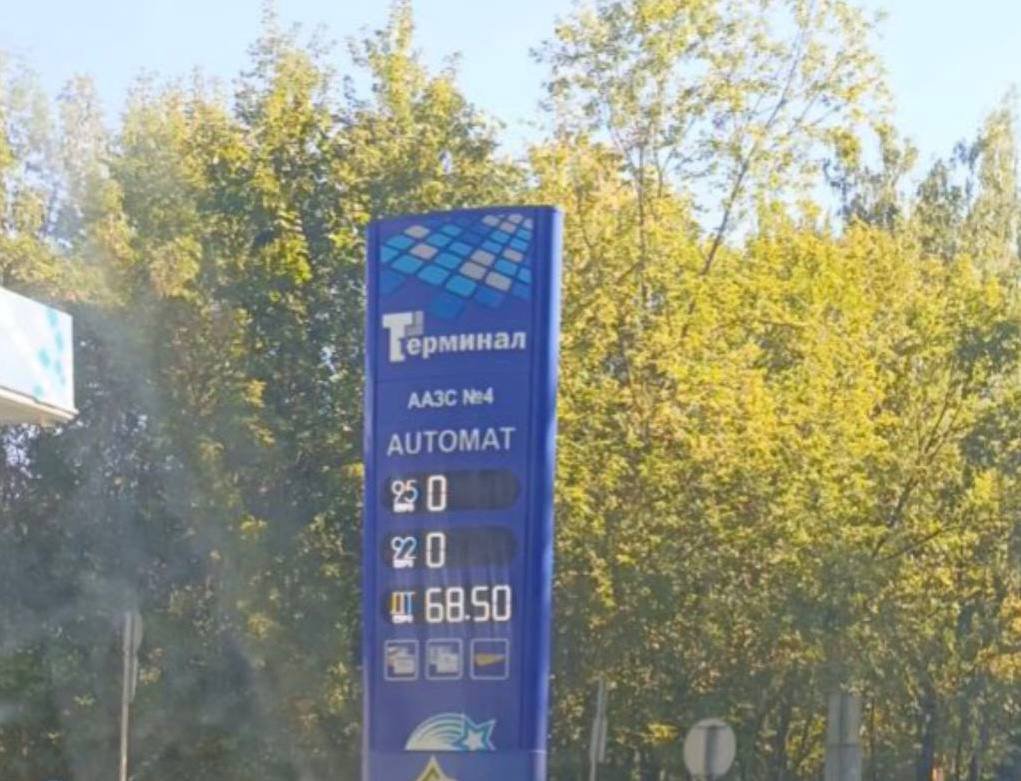 Терминал
ААЗС №4
AUTOMAT
95 0
92 0
ДТ 68.50